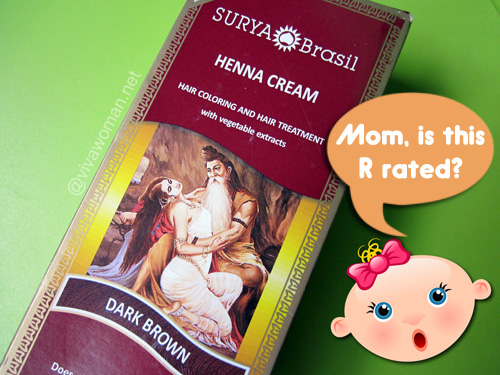 SURYA Brasil
HENNA CREAM
HAIR COLORING AND HAIR TREATMENT
with vegetable extracts
DARK BROWN
Does
Mom, is this
R rated?
@vivawoman.net